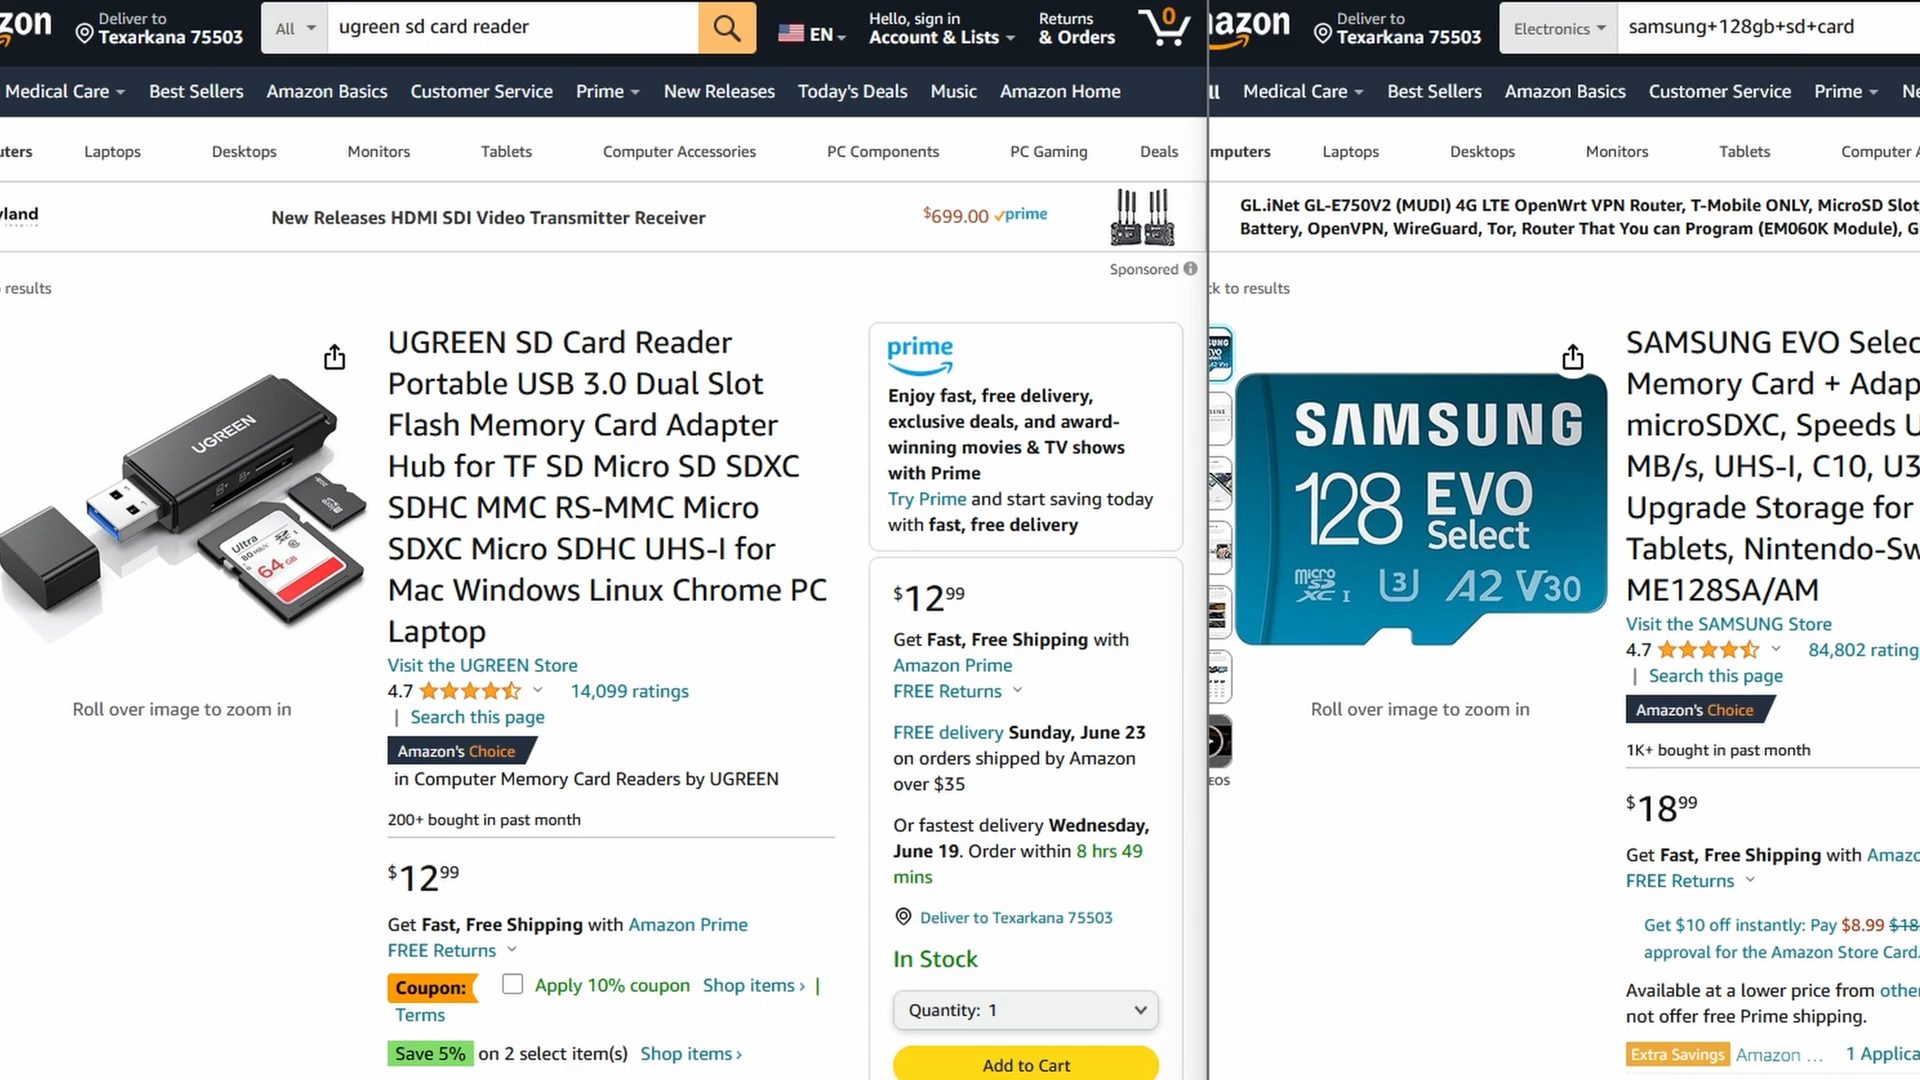 zon
Deliver to
Texarkana 75503
All
ugreen sd card reader
EN
Hello, sign in
Account & Lists
Returns
& Orders
0
Medical Care
Best Sellers
Amazon Basics
Customer Service
Prime
New Releases
Today's Deals
Music
Amazon Home
uters
Laptops
Desktops
Monitors
Tablets
Computer Accessories
PC Components
PC Gaming
Deals
yland
New Releases HDMI SDI Video Transmitter Receiver
$699.00 prime
Sponsored
results
UGREEN
Ultra
80 MB/s
64 GB
Roll over image to zoom in
UGREEN SD Card Reader
Portable USB 3.0 Dual Slot
Flash Memory Card Adapter
Hub for TF SD Micro SD SDXC
SDHC MMC RS-MMC Micro
SDXC Micro SDHC UHS-I for
Mac Windows Linux Chrome PC
Laptop
Visit the UGREEN Store
4.7
14,099 ratings
| Search this page
Amazon's Choice
in Computer Memory Card Readers by UGREEN
200+ bought in past month
$12 99
Get Fast, Free Shipping with Amazon Prime
FREE Returns
Coupon:
Apply 10% coupon
Shop items › |
Terms
Save 5% on 2 select item(s) Shop items ›
prime
Enjoy fast, free delivery,
exclusive deals, and award-
winning movies & TV shows
with Prime
Try Prime and start saving today
with fast, free delivery
$12 99
Get Fast, Free Shipping with
Amazon Prime
FREE Returns
FREE delivery Sunday, June 23
on orders shipped by Amazon
over $35
Or fastest delivery Wednesday,
June 19. Order within 8 hrs 49
mins
Deliver to Texarkana 75503
In Stock
Quantity: 1
Add to Cart
azon
Deliver to
Texarkana 75503
Electronics
samsung+128gb+sd+card
ll
Medical Care
Best Sellers
Amazon Basics
Customer Service
Prime
Ne
mputers
Laptops
Desktops
Monitors
Tablets
Computer A
GL.iNet GL-E750V2 (MUDI) 4G LTE OpenWrt VPN Router, T-Mobile ONLY, MicroSD Slot
Battery, OpenVPN, WireGuard, Tor, Router That You can Program (EM060K Module), G
ck to results
SAMSUNG
128 EVO
Select
micro
SD
XC I
U3
A2 V30
Roll over image to zoom in
EOS
SAMSUNG EVO Selec
Memory Card + Adap
microSDXC, Speeds U
MB/s, UHS-I, C10, U3
Upgrade Storage for
Tablets, Nintendo-Sw
ME128SA/AM
Visit the SAMSUNG Store
4.7
84,802 rating
| Search this page
Amazon's Choice
1K+ bought in past month
$18 99
Get Fast, Free Shipping with Amazo
FREE Returns
Get $10 off instantly: Pay $8.99 $18
approval for the Amazon Store Card.
Available at a lower price from other
not offer free Prime shipping.
Extra Savings Amazon ... 1 Applica